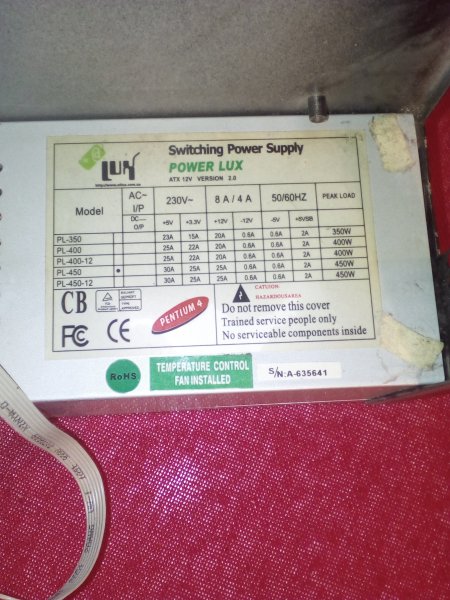 LUX
Switching Power Supply
POWER LUX
ATX 12V VERSION 2.0
Model AC~ I/P 230V~ 8 A / 4 A 50/60HZ PEAK LOAD
DC--- O/P +5V +3.3V +12V -12V -5V +5VSB
PL-350 23A 15A 20A 0.6A 0.6A 2A 350W
PL-400 25A 22A 20A 0.6A 0.6A 2A 400W
PL-400-12 25A 22A 20A 0.6A 0.6A 2A 400W
PL-450 • 30A 25A 22A 0.6A 0.6A 2A 450W
PL-450-12 30A 25A 22A 0.6A 0.6A 2A 450W
CB
FC CE
PENTIUM 4
CATUION:
HAZARDOUSAREA
Do not remove this cover
Trained service people only
No serviceable components inside
RoHS
TEMPERATURE CONTROL
FAN INSTALLED
S/N:A-635641